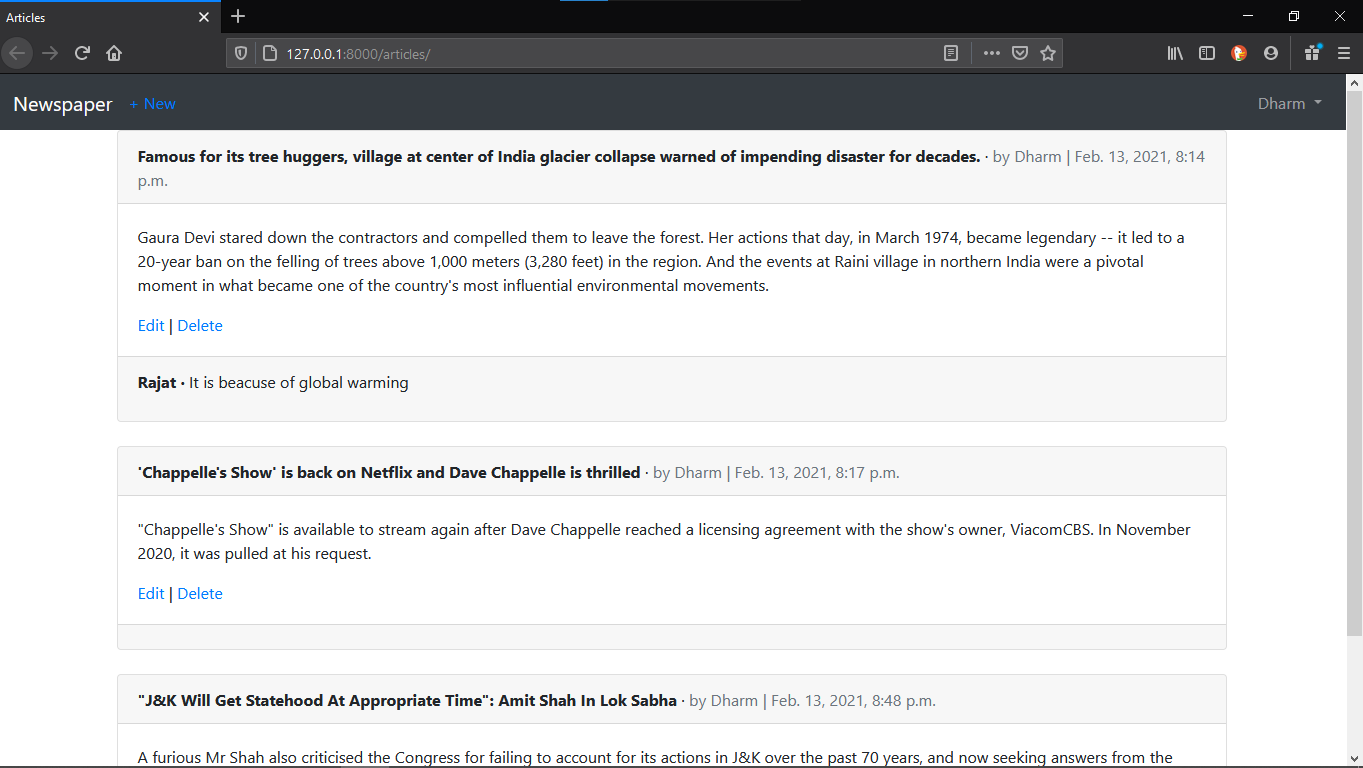 Articles
127.0.0.1:8000/articles/
Newspaper + New Dharm
Famous for its tree huggers, village at center of India glacier collapse warned of impending disaster for decades. · by Dharm | Feb. 13, 2021, 8:14
p.m.
Gaura Devi stared down the contractors and compelled them to leave the forest. Her actions that day, in March 1974, became legendary -- it led to a
20-year ban on the felling of trees above 1,000 meters (3,280 feet) in the region. And the events at Raini village in northern India were a pivotal
moment in what became one of the country's most influential environmental movements.
Edit | Delete
Rajat · It is beacuse of global warming
'Chappelle's Show' is back on Netflix and Dave Chappelle is thrilled · by Dharm | Feb. 13, 2021, 8:17 p.m.
"Chappelle's Show" is available to stream again after Dave Chappelle reached a licensing agreement with the show's owner, ViacomCBS. In November
2020, it was pulled at his request.
Edit | Delete
"J&K Will Get Statehood At Appropriate Time": Amit Shah In Lok Sabha · by Dharm | Feb. 13, 2021, 8:48 p.m.
A furious Mr Shah also criticised the Congress for failing to account for its actions in J&K over the past 70 years, and now seeking answers from the